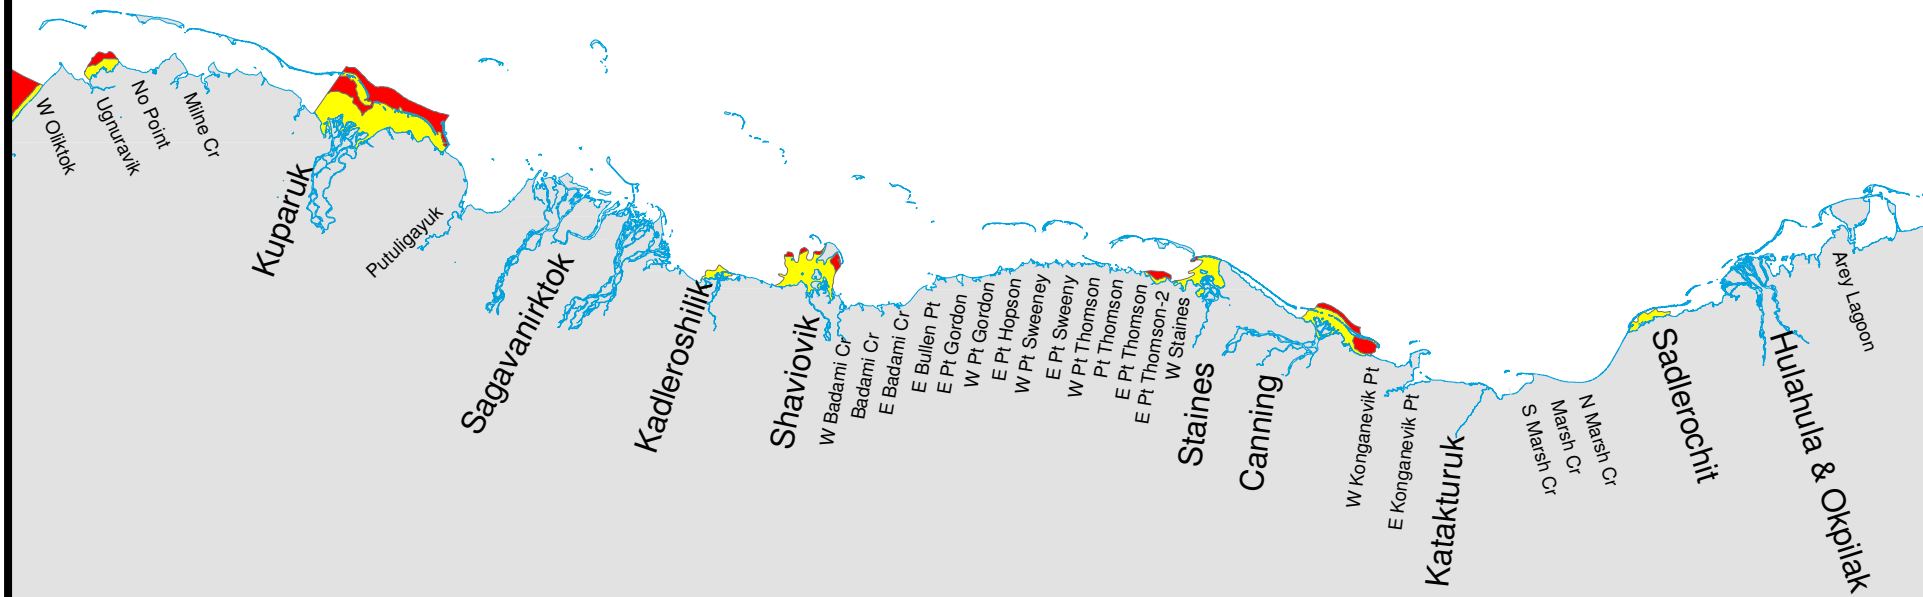 W Oliktok
Ugnuravik
No Point
Milne Cr
Kuparuk
Putuligayuk
Sagavanirktok
Kadleroshilik
Shaviovik
W Badami Cr
Badami Cr
E Badami Cr
E Bullen Pt
E Pt Gordon
W Pt Gordon
E Pt Hopson
W Pt Sweeney
E Pt Sweeny
W Pt Thomson
Pt Thomson
E Pt Thomson
E Pt Thomson-2
W Staines
Staines
Canning
W Konganevik Pt
E Konganevik Pt
Katakturuk
S Marsh Cr
Marsh Cr
N Marsh Cr
Sadlerochit
Hulahula & Okpilak
Arey Lagoon